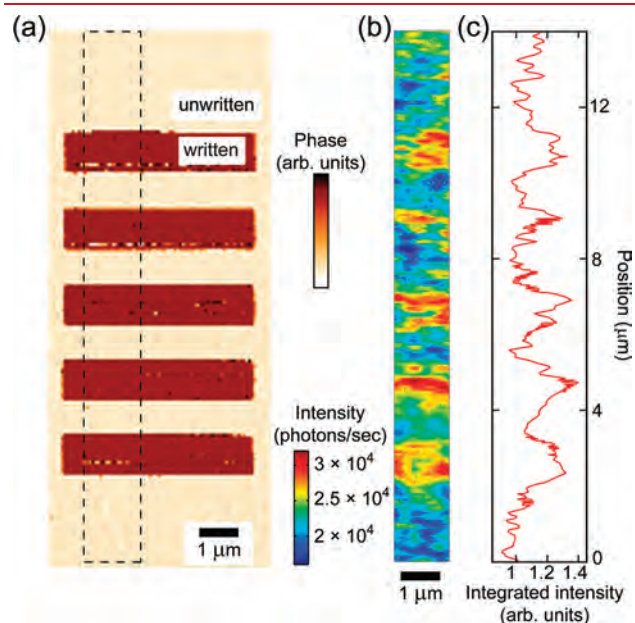 (a)
unwritten
written
Phase
(arb. units)
Intensity
(photons/sec)
3 × 10⁴
2.5 × 10⁴
2 × 10⁴
1 μm
(b)
1 μm
(c)
12
8
4
0
Position (μm)
1 1.2 1.4
Integrated intensity
(arb. units)